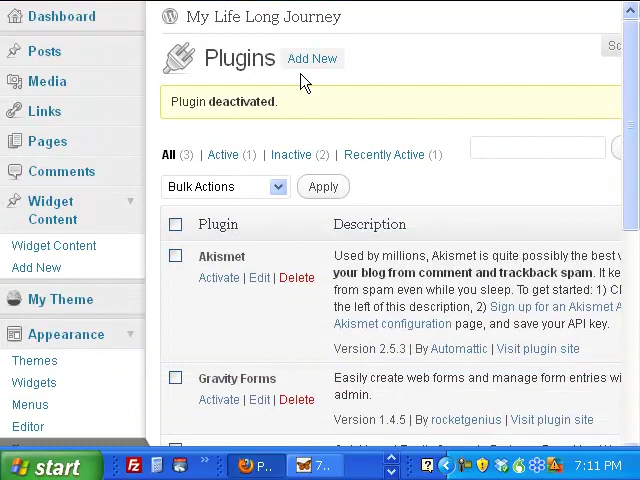 Dashboard
My Life Long Journey
Plugins Add New
Sc
Posts
Media
Links
Pages
Comments
Widget
Content
Widget Content
Add New
My Theme
Appearance
Themes
Widgets
Menus
Editor
Plugin deactivated.
All (3) | Active (1) | Inactive (2) | Recently Active (1)
Bulk Actions Apply
Plugin Description
Akismet
Activate | Edit | Delete
Used by millions, Akismet is quite possibly the best
your blog from comment and trackback spam. It ke
from spam even while you sleep. To get started: 1) C
the left of this description, 2) Sign up for an Akismet A
Akismet configuration page, and save your API key.
Version 2.5.3 | By Automattic | Visit plugin site
Gravity Forms
Activate | Edit | Delete
Easily create web forms and manage form entries wi
admin.
Version 1.4.5 | By rocketgenius | Visit plugin site
start
P...
7...
7:11 PM